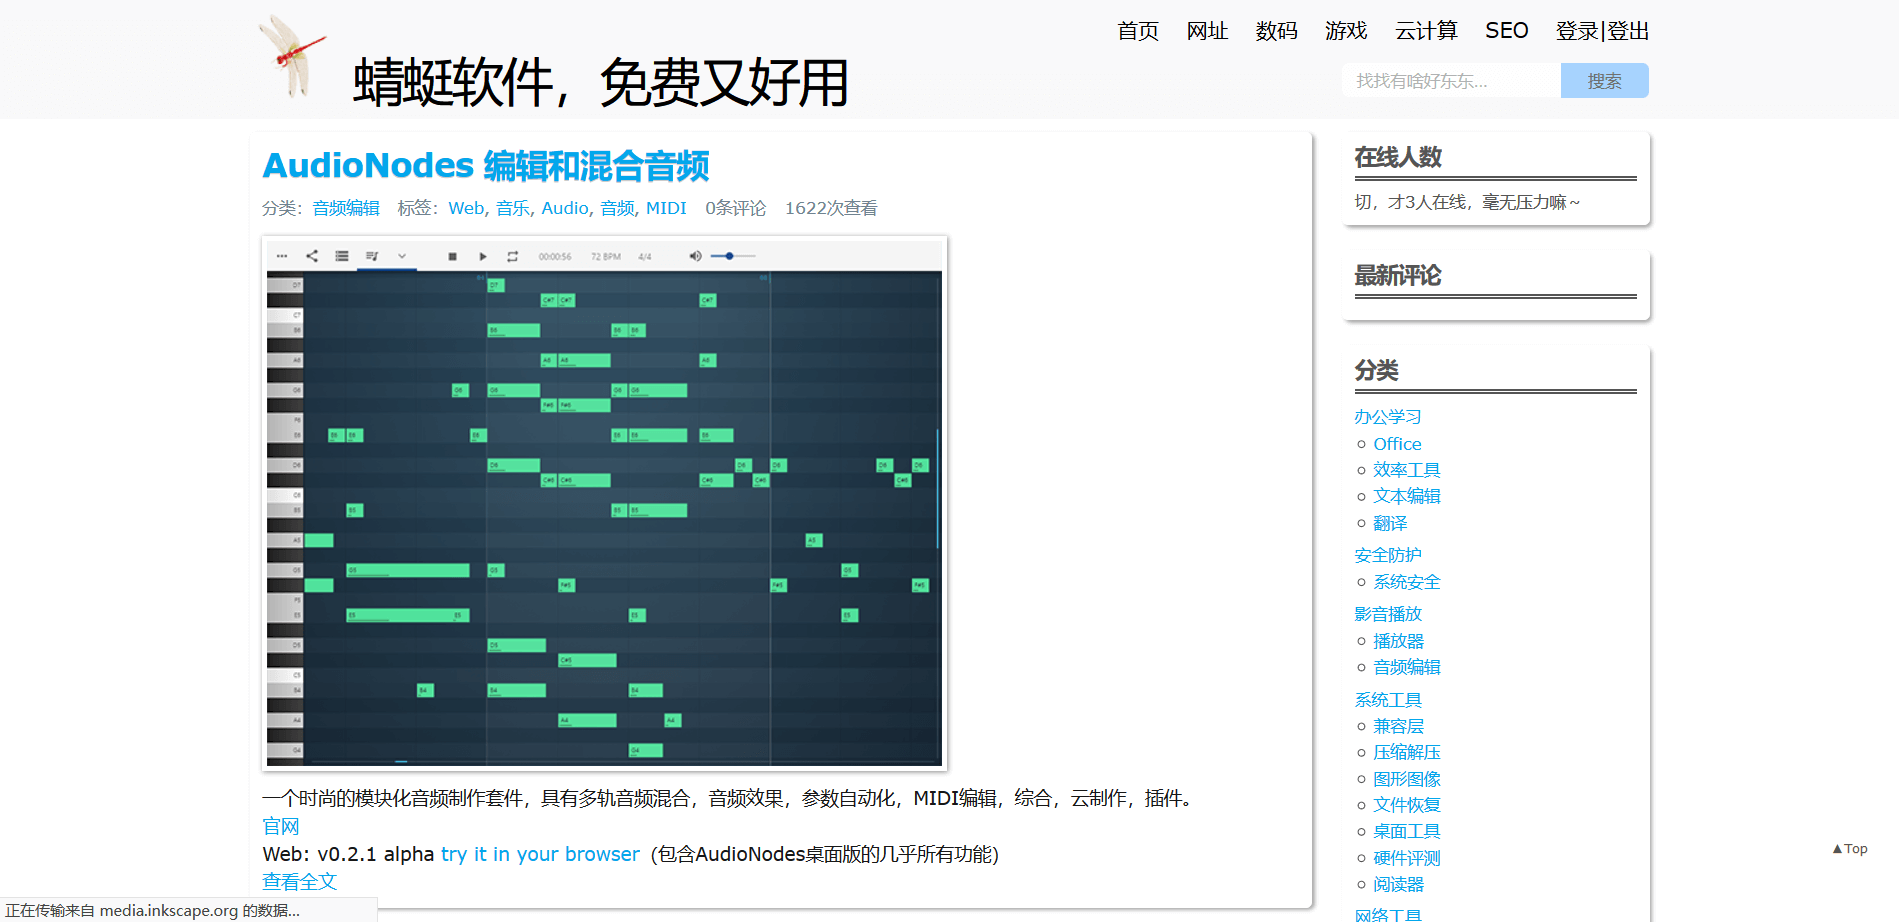 首页 网址 数码 游戏 云计算 SEO 登录|登出
蜻蜓软件，免费又好用
找找有啥好东东... 搜索
AudioNodes 编辑和混合音频
分类：音频编辑 标签：Web, 音乐, Audio, 音频, MIDI 0条评论 1622次查看
00:00:56 72 BPM 4/4
一个时尚的模块化音频制作套件，具有多轨音频混合，音频效果，参数自动化，MIDI编辑，综合，云制作，插件。
官网
Web: v0.2.1 alpha try it in your browser (包含AudioNodes桌面版的几乎所有功能)
查看全文
在线人数
切，才3人在线，毫无压力嘛~
最新评论
分类
办公学习
Office
效率工具
文本编辑
翻译
安全防护
系统安全
影音播放
播放器
音频编辑
系统工具
兼容层
压缩解压
图形图像
文件恢复
桌面工具
硬件评测
阅读器
网络工具
▲Top
正在传输来自 media.inkscape.org 的数据...